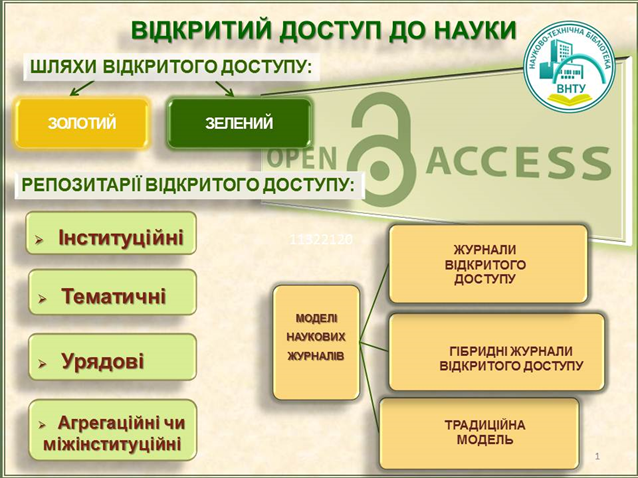 ВІДКРИТИЙ ДОСТУП ДО НАУКИ
НАУКОВО-ТЕХНІЧНА БІБЛІОТЕКА
ВНТУ
ШЛЯХИ ВІДКРИТОГО ДОСТУПУ:
ЗОЛОТИЙ
ЗЕЛЕНИЙ
OPEN ACCESS
РЕПОЗИТАРІЇ ВІДКРИТОГО ДОСТУПУ:
Інституційні
Тематичні
Урядові
Агрегаційні чи
міжінституційні
МОДЕЛІ
НАУКОВИХ
ЖУРНАЛІВ
ЖУРНАЛИ
ВІДКРИТОГО
ДОСТУПУ
ГІБРИДНІ ЖУРНАЛИ
ВІДКРИТОГО ДОСТУПУ
ТРАДИЦІЙНА
МОДЕЛЬ
1